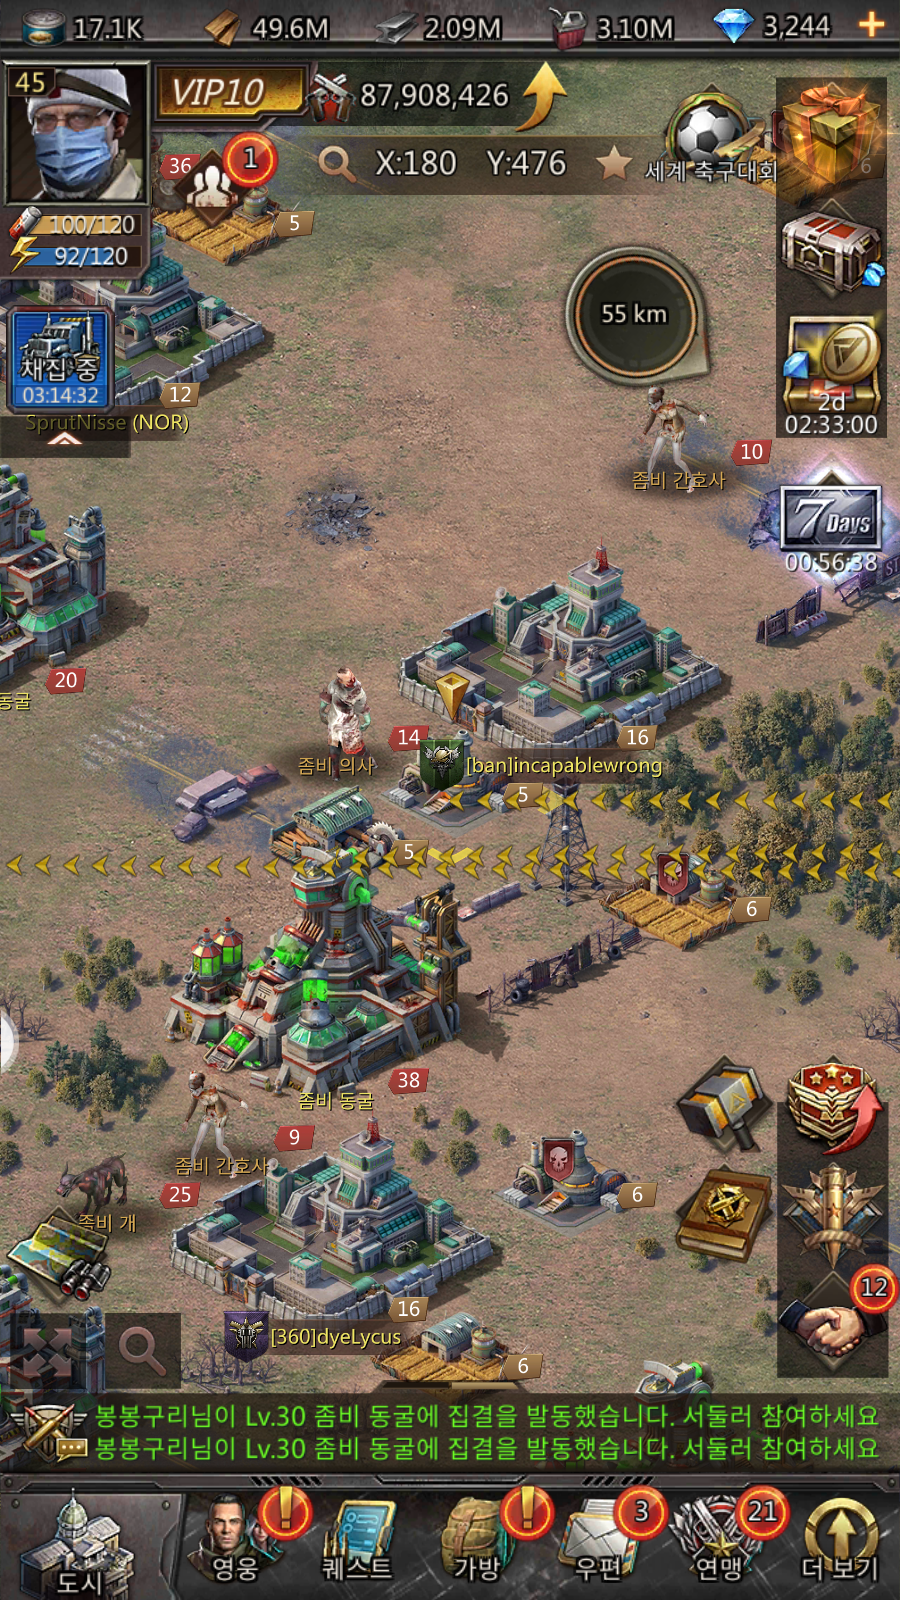 17.1K 49.6M 2.09M 3.10M 3,244
45 VIP10 87,908,426
36 1 X:180 Y:476 세계 축구대회 6
100/120 5
92/120
55 km
채집 중
03:14:32 12
2d
02:33:00
SprutNisse (NOR)
10
좀비 간호사
7 Days
00:56:38
20
동굴
14 16
좀비 의사 [ban]incapablewrong
5
5
6
38
좀비 동굴
9
좀비 간호사
25 6
좀비 개
12
16
[360]dyeLycus
6
봉봉구리님이 Lv.30 좀비 동굴에 집결을 발동했습니다. 서둘러 참여하세요
봉봉구리님이 Lv.30 좀비 동굴에 집결을 발동했습니다. 서둘러 참여하세요
3 21
도시 영웅 퀘스트 가방 우편 연맹 더 보기